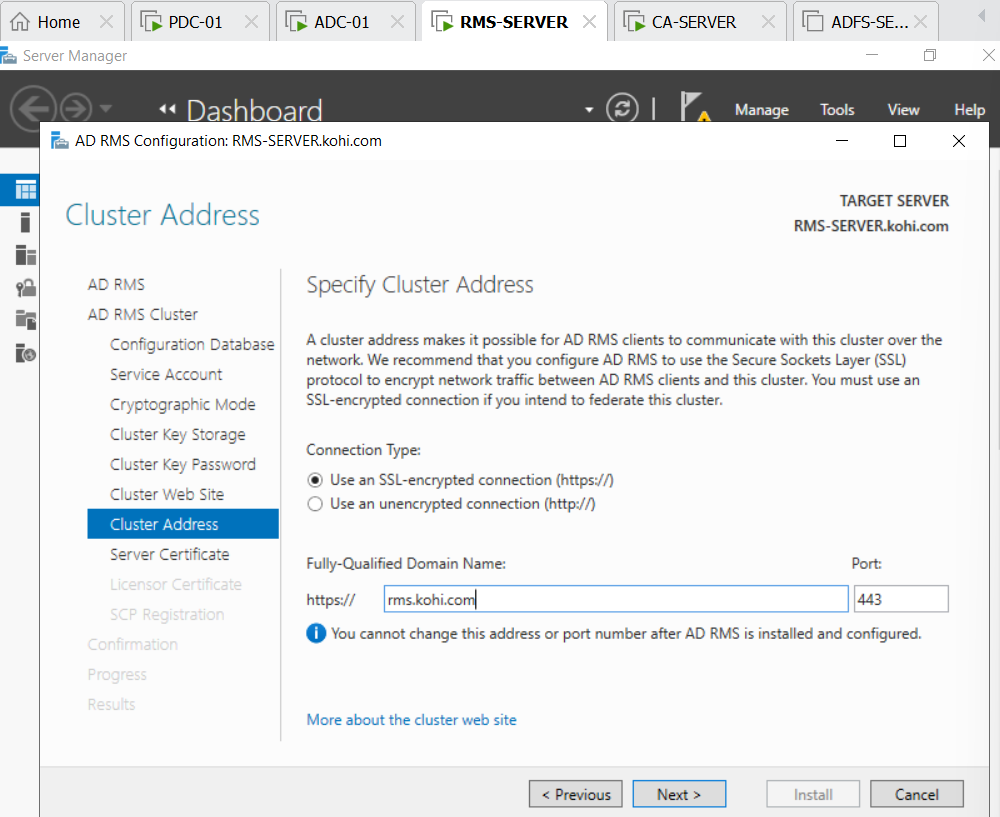 Home
PDC-01
ADC-01
RMS-SERVER
CA-SERVER
ADFS-SE...
Server Manager
Dashboard
Manage
Tools
View
Help
AD RMS Configuration: RMS-SERVER.kohi.com
Cluster Address
TARGET SERVER
RMS-SERVER.kohi.com
AD RMS
AD RMS Cluster
Configuration Database
Service Account
Cryptographic Mode
Cluster Key Storage
Cluster Key Password
Cluster Web Site
Cluster Address
Server Certificate
Licensor Certificate
SCP Registration
Confirmation
Progress
Results
Specify Cluster Address
A cluster address makes it possible for AD RMS clients to communicate with this cluster over the
network. We recommend that you configure AD RMS to use the Secure Sockets Layer (SSL)
protocol to encrypt network traffic between AD RMS clients and this cluster. You must use an
SSL-encrypted connection if you intend to federate this cluster.
Connection Type:
Use an SSL-encrypted connection (https://)
Use an unencrypted connection (http://)
Fully-Qualified Domain Name:
Port:
https://
rms.kohi.com
443
You cannot change this address or port number after AD RMS is installed and configured.
More about the cluster web site
< Previous
Next >
Install
Cancel